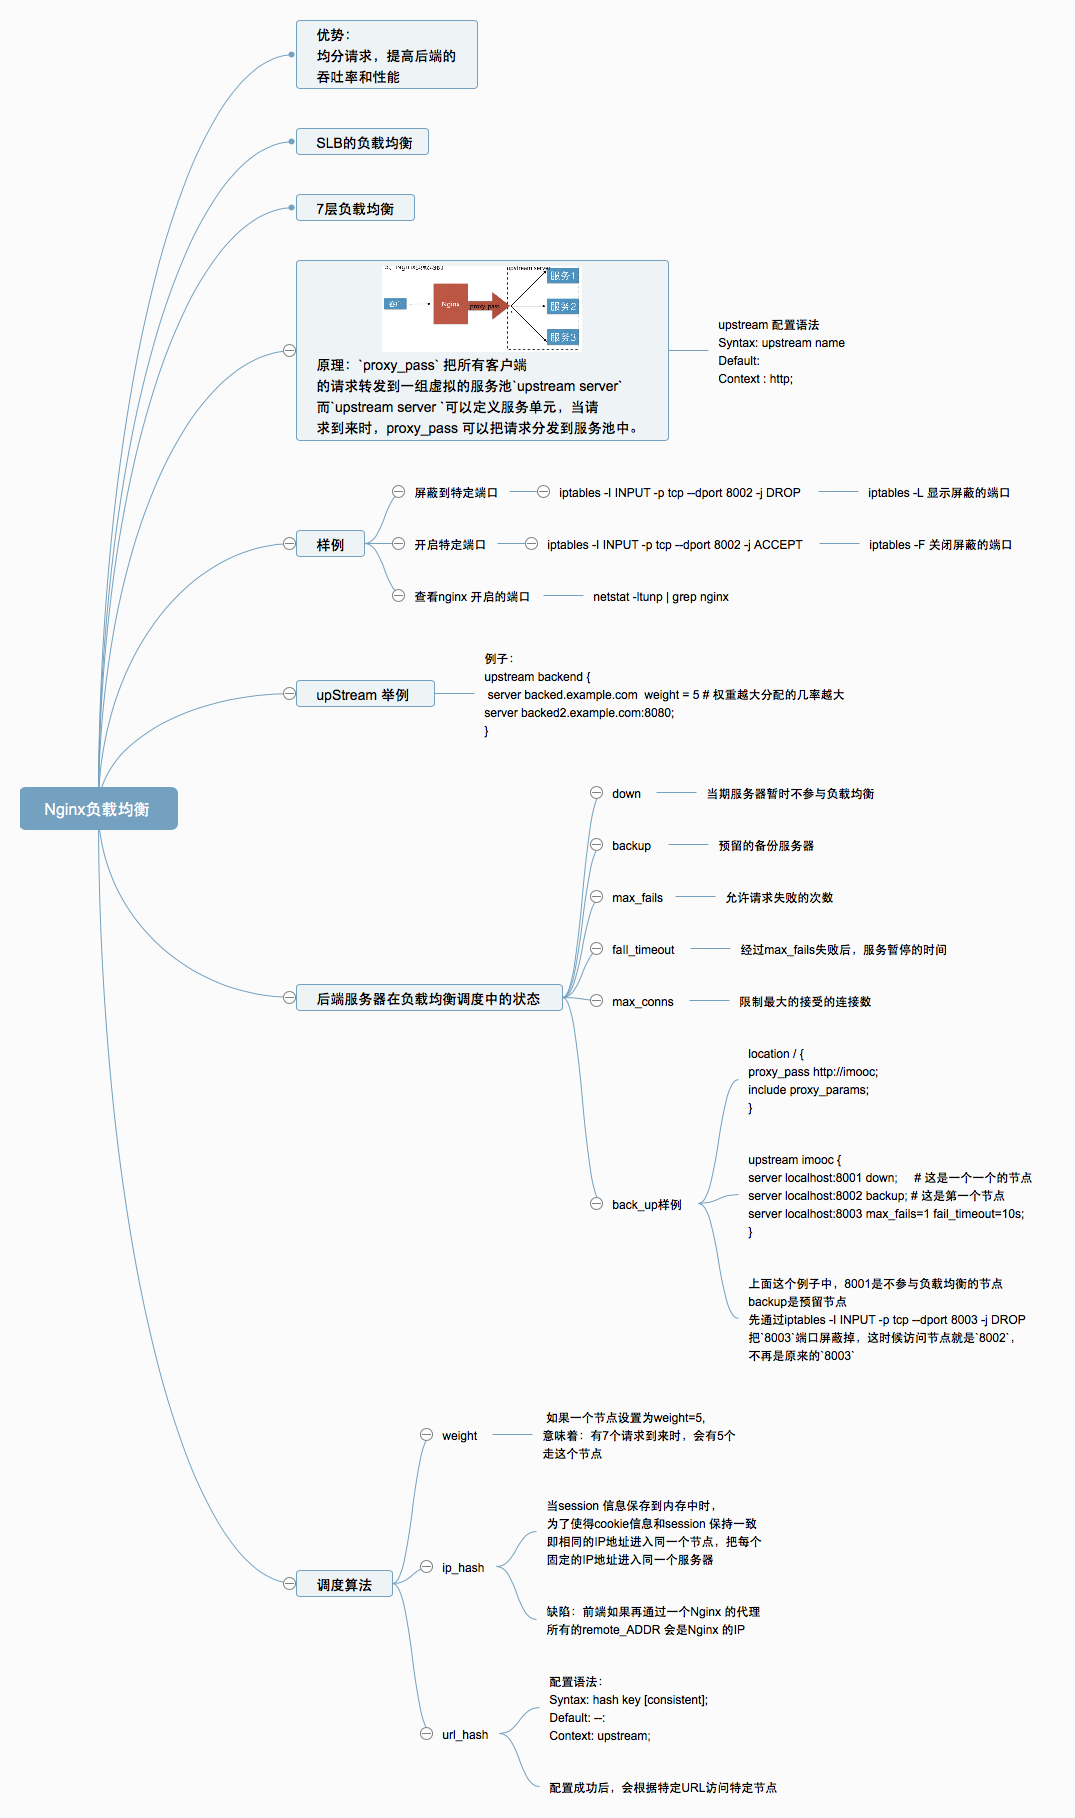 优势：
均分请求，提高后端的
吞吐率和性能
SLB的负载均衡
7层负载均衡
upstream server
Nginx
proxy_pass
服务1
服务2
服务3
原理：`proxy_pass` 把所有客户端
的请求转发到一组虚拟的服务池`upstream server`
而`upstream server `可以定义服务单元，当请
求到来时，proxy_pass 可以把请求分发到服务池中。
upstream 配置语法
Syntax: upstream name
Default:
Context : http;
样例
屏蔽到特定端口
iptables -I INPUT -p tcp --dport 8002 -j DROP
iptables -L 显示屏蔽的端口
开启特定端口
iptables -I INPUT -p tcp --dport 8002 -j ACCEPT
iptables -F 关闭屏蔽的端口
查看nginx 开启的端口
netstat -ltunp | grep nginx
upStream 举例
例子：
upstream backend {
server backed.example.com  weight = 5 # 权重越大分配的几率越大
server backed2.example.com:8080;
}
Nginx负载均衡
后端服务器在负载均衡调度中的状态
down
当期服务器暂时不参与负载均衡
backup
预留的备份服务器
max_fails
允许请求失败的次数
fall_timeout
经过max_fails失败后，服务暂停的时间
max_conns
限制最大的接受的连接数
back_up样例
location / {
proxy_pass http://imooc;
include proxy_params;
}
upstream imooc {
server localhost:8001 down;     # 这是一个一个的节点
server localhost:8002 backup; # 这是第一个节点
server localhost:8003 max_fails=1 fail_timeout=10s;
}
上面这个例子中，8001是不参与负载均衡的节点
backup是预留节点
先通过iptables -I INPUT -p tcp --dport 8003 -j DROP
把`8003`端口屏蔽掉，这时候访问节点就是`8002`，
不再是原来的`8003`
调度算法
weight
如果一个节点设置为weight=5,
意味着：有7个请求到来时，会有5个
走这个节点
ip_hash
当session 信息保存到内存中时，
为了使得cookie信息和session 保持一致
即相同的IP地址进入同一个节点，把每个
固定的IP地址进入同一个服务器
缺陷：前端如果再通过一个Nginx 的代理
所有的remote_ADDR 会是Nginx 的IP
url_hash
配置语法：
Syntax: hash key [consistent];
Default: --:
Context: upstream;
配置成功后，会根据特定URL访问特定节点